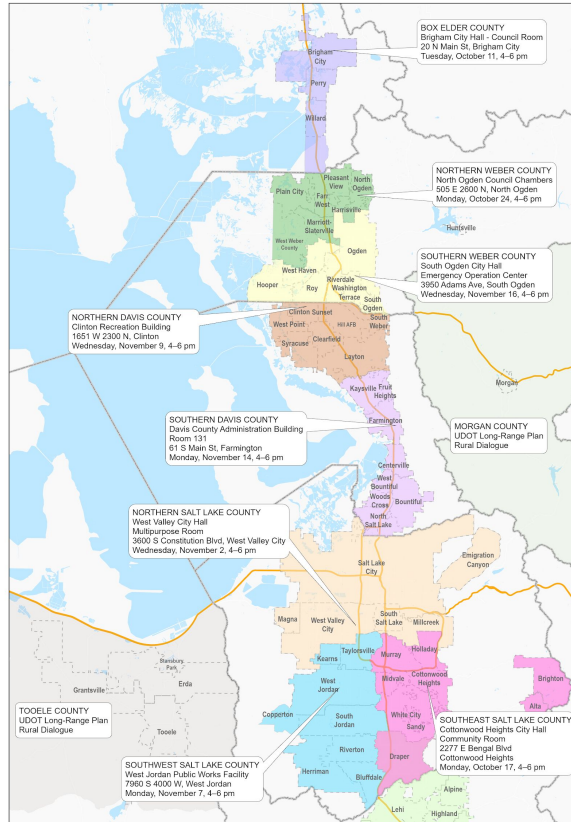 BOX ELDER COUNTY
Brigham City Hall - Council Room
20 N Main St, Brigham City
Tuesday, October 11, 4–6 pm
Brigham
City
Perry
Willard
NORTHERN WEBER COUNTY
North Ogden Council Chambers
505 E 2600 N, North Ogden
Monday, October 24, 4–6 pm
Pleasant
View
North
Ogden
Plain City
Farr
West
Harrisville
Marriott-
Slaterville
West Weber
County
Huntsville
Ogden
SOUTHERN WEBER COUNTY
South Ogden City Hall
Emergency Operation Center
3950 Adams Ave, South Ogden
Wednesday, November 16, 4–6 pm
West Haven
Hooper
Roy
Riverdale
Washington
Terrace
South
Ogden
NORTHERN DAVIS COUNTY
Clinton Recreation Building
1651 W 2300 N, Clinton
Wednesday, November 9, 4–6 pm
Clinton
Sunset
West Point
Hill AFB
South
Weber
Syracuse
Clearfield
Layton
Morgan
Kaysville
Fruit
Heights
SOUTHERN DAVIS COUNTY
Davis County Administration Building
Room 131
61 S Main St, Farmington
Monday, November 14, 4–6 pm
Farmington
MORGAN COUNTY
UDOT Long-Range Plan
Rural Dialogue
Centerville
West
Bountiful
Woods
Cross
Bountiful
North
Salt Lake
NORTHERN SALT LAKE COUNTY
West Valley City Hall
Multipurpose Room
3600 S Constitution Blvd, West Valley City
Wednesday, November 2, 4–6 pm
Salt Lake
City
Emigration
Canyon
Magna
West Valley
City
South
Salt Lake
Millcreek
Taylorsville
Murray
Holladay
Kearns
Stansbury
Park
Grantsville
Erda
Tooele
West
Jordan
Midvale
Cottonwood
Heights
Brighton
Alta
Copperton
South
Jordan
White City
Sandy
TOOELE COUNTY
UDOT Long-Range Plan
Rural Dialogue
SOUTHEAST SALT LAKE COUNTY
Cottonwood Heights City Hall
Community Room
2277 E Bengal Blvd
Cottonwood Heights
Monday, October 17, 4–6 pm
Riverton
Draper
Herriman
Bluffdale
SOUTHWEST SALT LAKE COUNTY
West Jordan Public Works Facility
7960 S 4000 W, West Jordan
Monday, November 7, 4–6 pm
Alpine
Lehi
Highland